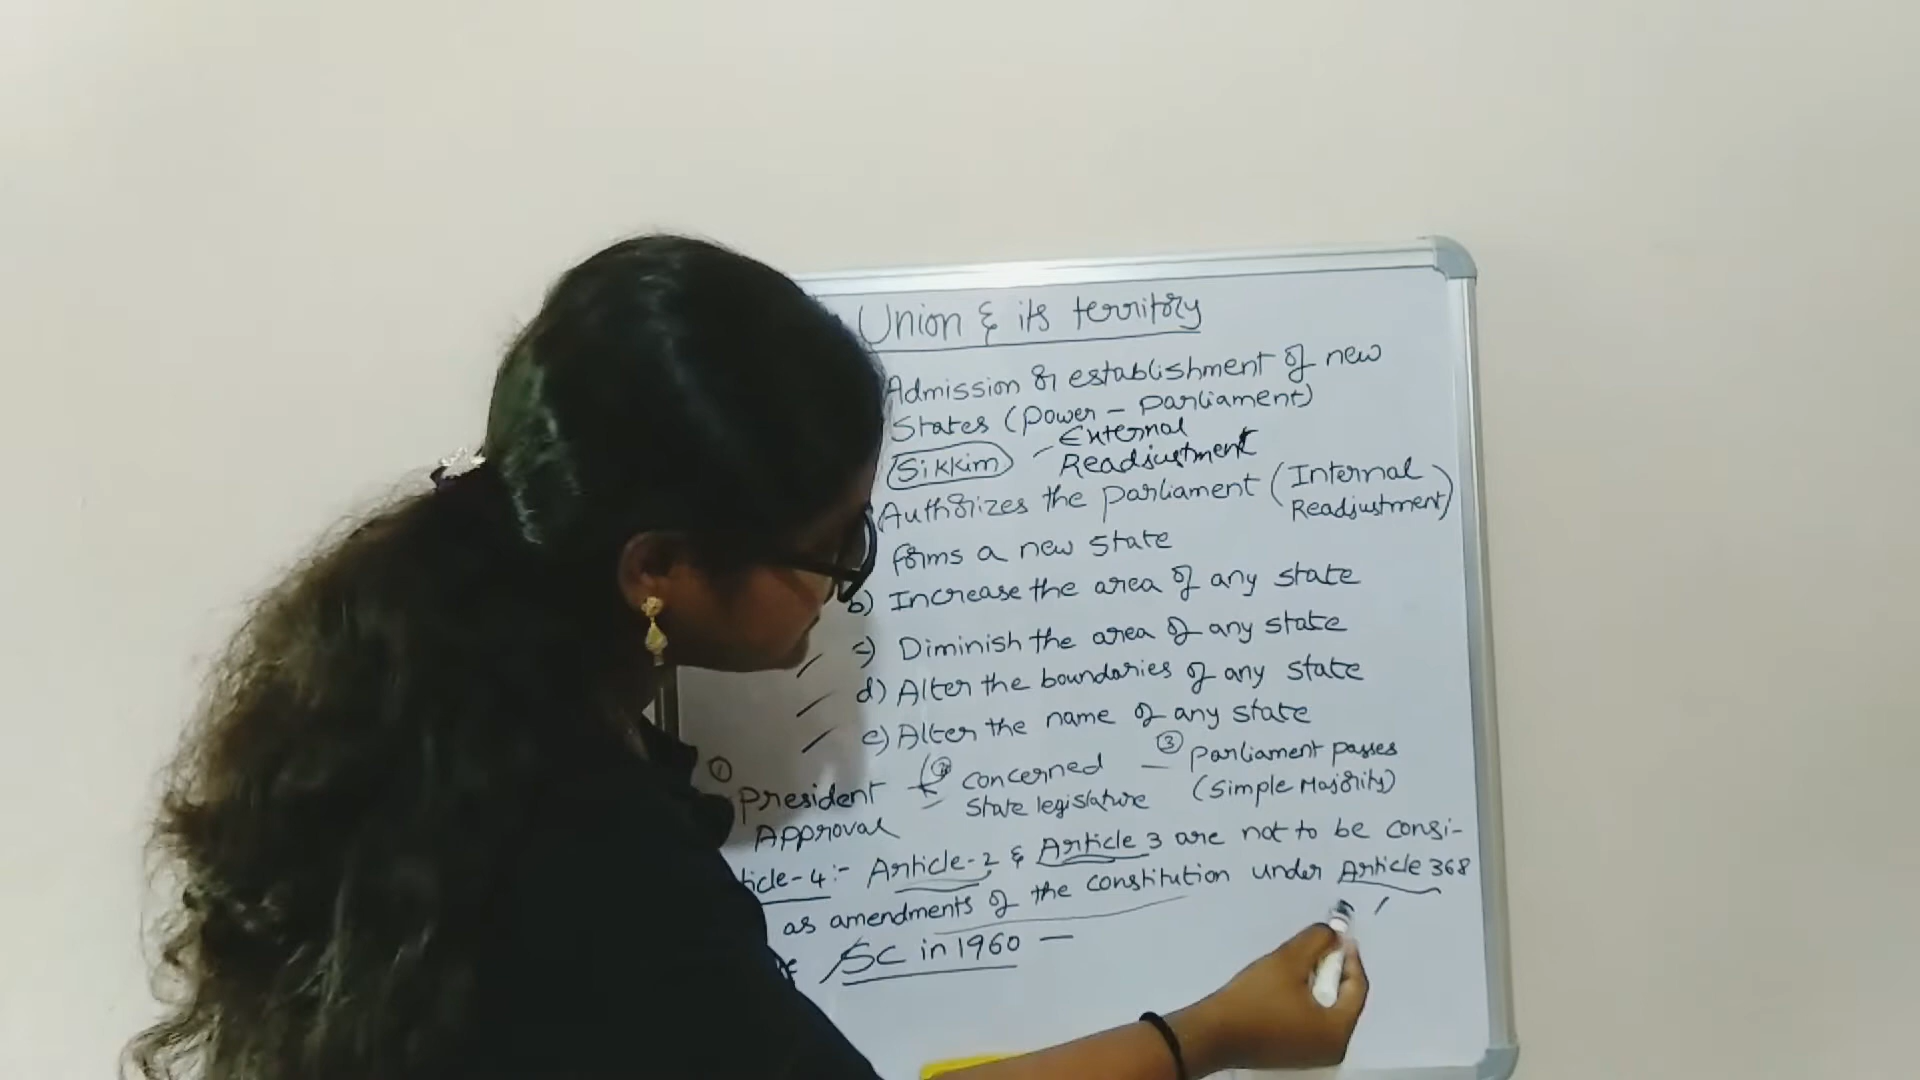 Union & its territory
Admission or establishment of new
States (Power - Parliament)
Sikkim - External
Readjustment
Authorizes the parliament (Internal
Readjustment)
forms a new state
b) Increase the area of any state
c) Diminish the area of any state
d) Alter the boundaries of any state
e) Alter the name of any state
① President Approval
② concerned State legislature
③ parliament passes (Simple Majority)
ticle-4:- Article-2 & Article 3 are not to be consi-
as amendments of the constitution under Article 368
SC in 1960 -